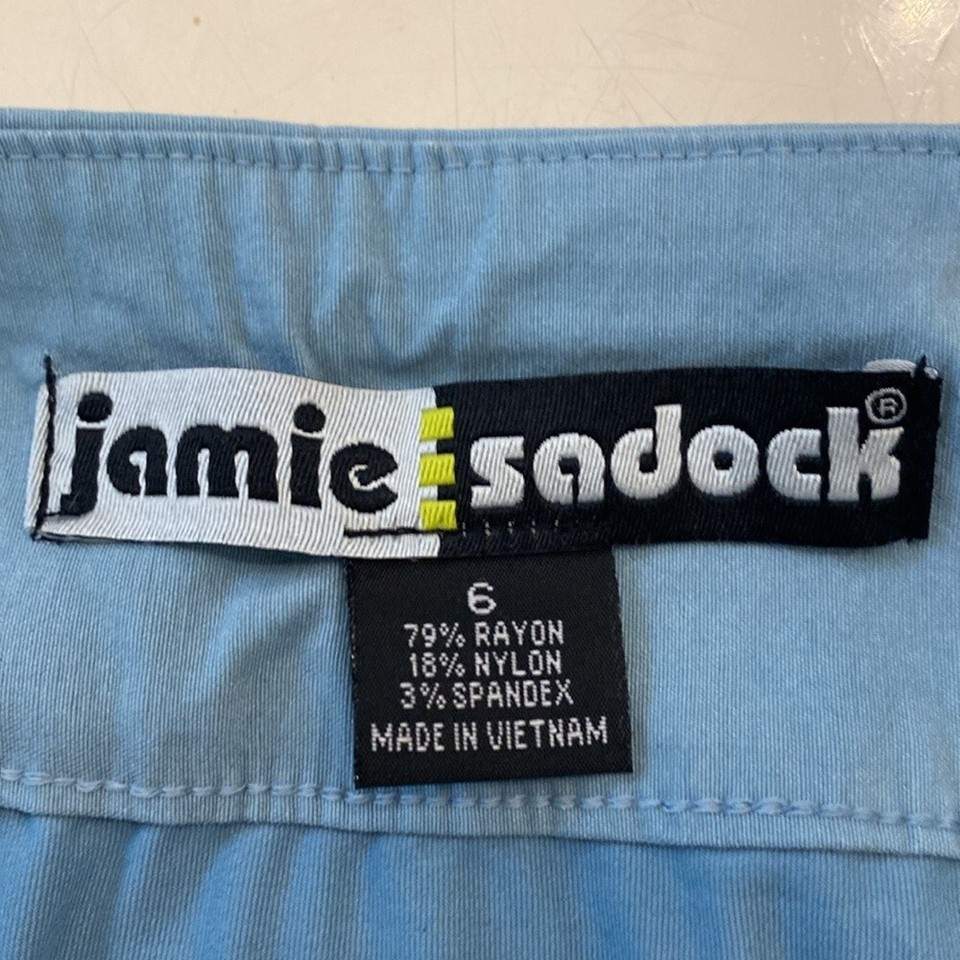 jamie sadock®
6
79% RAYON
18% NYLON
3% SPANDEX
MADE IN VIETNAM